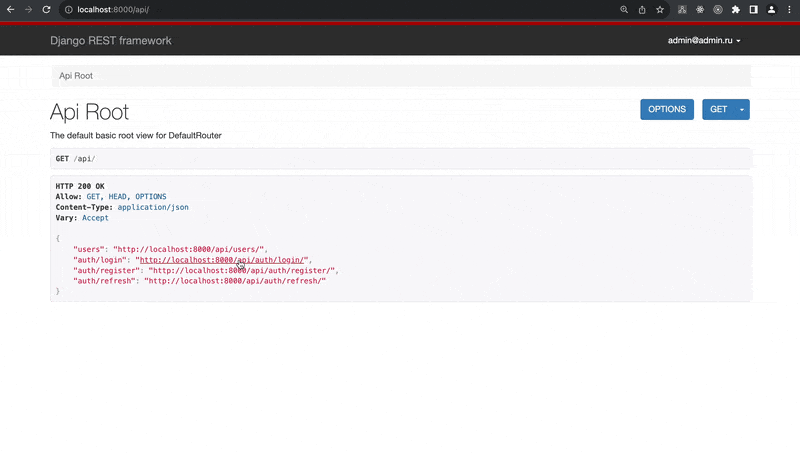 localhost:8000/api/
Django REST framework
admin@admin.ru
Api Root
Api Root
OPTIONS
GET
The default basic root view for DefaultRouter
GET /api/
HTTP 200 OK
Allow: GET, HEAD, OPTIONS
Content-Type: application/json
Vary: Accept
{
"users": "http://localhost:8000/api/users/",
"auth/login": "http://localhost:8000/api/auth/login/",
"auth/register": "http://localhost:8000/api/auth/register/",
"auth/refresh": "http://localhost:8000/api/auth/refresh/"
}